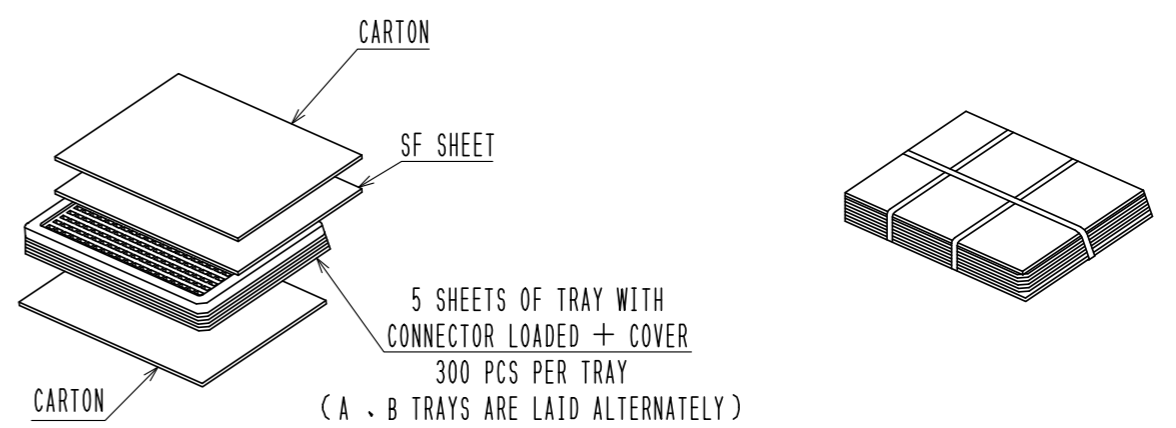 CARTON
SF SHEET
5 SHEETS OF TRAY WITH
CONNECTOR LOADED + COVER
300 PCS PER TRAY
(A 、B TRAYS ARE LAID ALTERNATELY)
CARTON